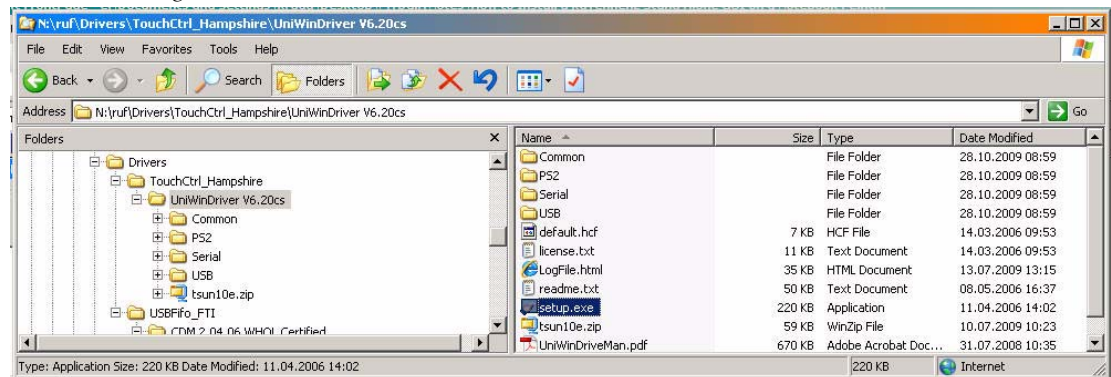 N:\ruf\Drivers\TouchCtrl_Hampshire\UniWinDriver V6.20cs
File Edit View Favorites Tools Help
Back Search Folders
Address N:\ruf\Drivers\TouchCtrl_Hampshire\UniWinDriver V6.20cs Go
Folders
Drivers
TouchCtrl_Hampshire
UniWinDriver V6.20cs
Common
PS2
Serial
USB
tsun10e.zip
USBFifo_FTI
CDM 2 04 06 WHQL Certified
Name Size Type Date Modified
Common File Folder 28.10.2009 08:59
PS2 File Folder 28.10.2009 08:59
Serial File Folder 28.10.2009 08:59
USB File Folder 28.10.2009 08:59
default.hcf 7 KB HCF File 14.03.2006 09:53
license.txt 11 KB Text Document 14.03.2006 09:53
LogFile.html 35 KB HTML Document 13.07.2009 13:15
readme.txt 50 KB Text Document 08.05.2006 16:37
setup.exe 220 KB Application 11.04.2006 14:02
tsun10e.zip 59 KB WinZip File 10.07.2009 10:23
UniWinDriveMan.pdf 670 KB Adobe Acrobat Doc... 31.07.2008 10:35
Type: Application Size: 220 KB Date Modified: 11.04.2006 14:02 220 KB Internet